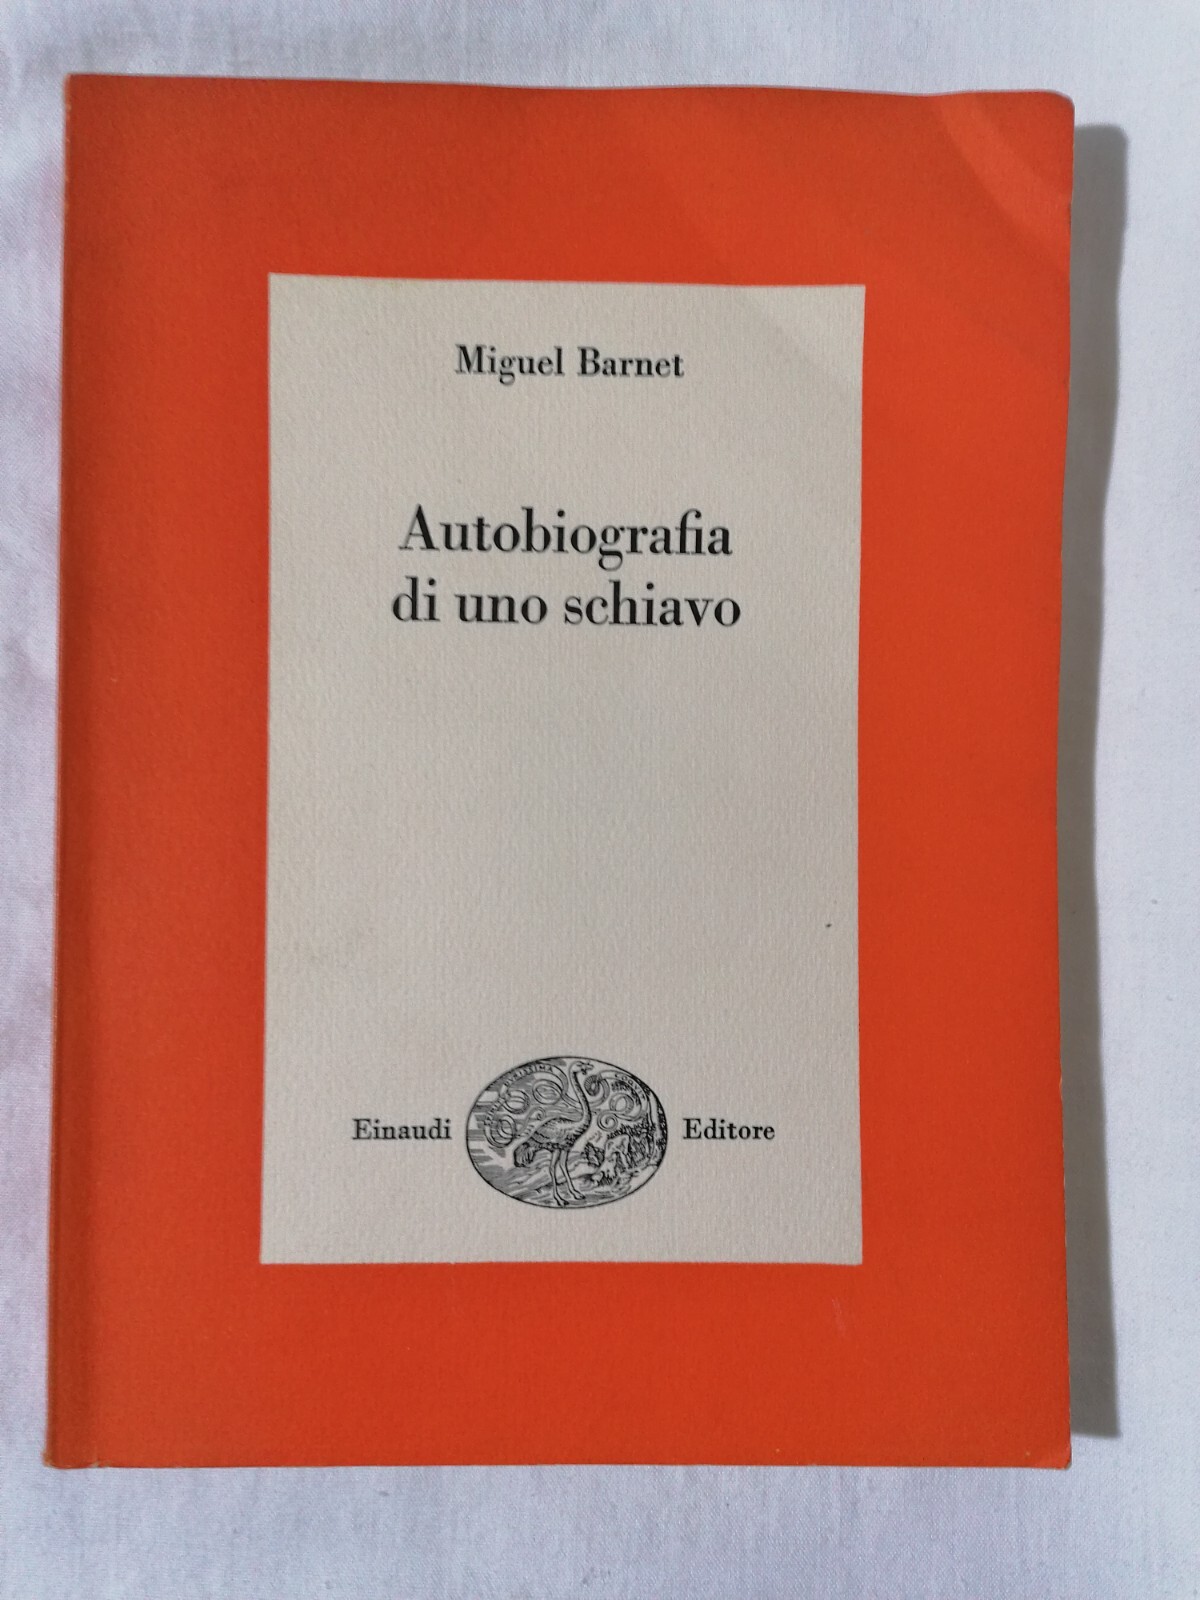 Miguel Barnet
Autobiografia
di uno schiavo
Einaudi Editore